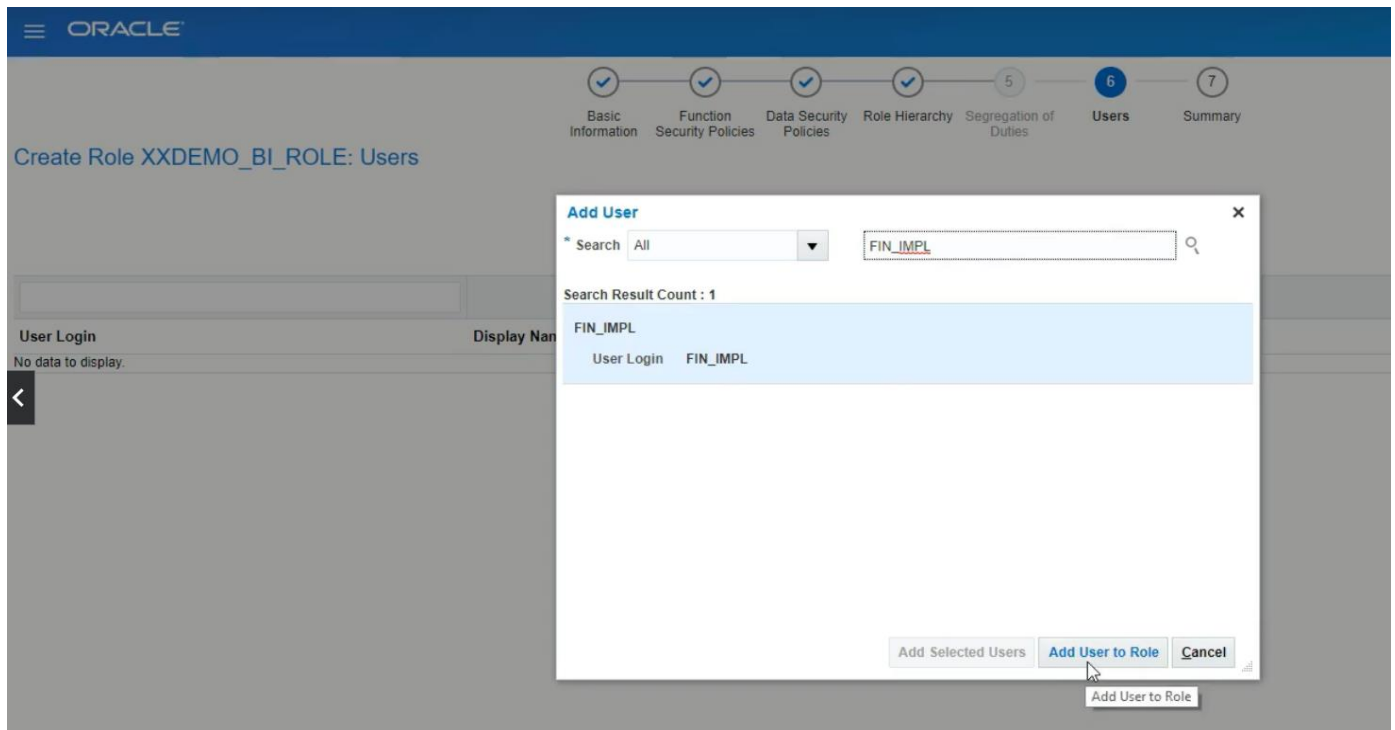 ORACLE
5
6
7
Basic Information
Function Security Policies
Data Security Policies
Role Hierarchy
Segregation of Duties
Users
Summary
Create Role XXDEMO_BI_ROLE: Users
Add User
* Search All
FIN_IMPL
Search Result Count : 1
FIN_IMPL
User Login FIN_IMPL
User Login
Display Nan
No data to display.
Add Selected Users
Add User to Role
Cancel
Add User to Role